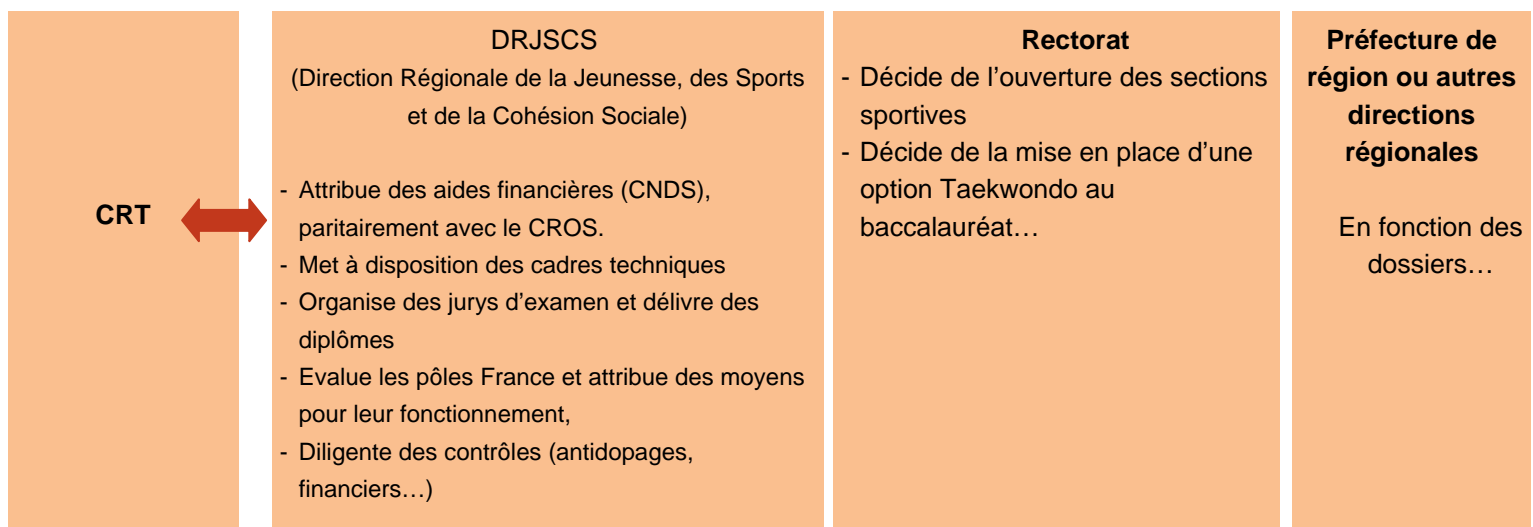 CRT
DRJSCS
(Direction Régionale de la Jeunesse, des Sports
et de la Cohésion Sociale)
- Attribue des aides financières (CNDS),
paritairement avec le CROS.
- Met à disposition des cadres techniques
- Organise des jurys d’examen et délivre des
diplômes
- Evalue les pôles France et attribue des moyens
pour leur fonctionnement,
- Diligente des contrôles (antidopages,
financiers…)
Rectorat
- Décide de l’ouverture des sections
sportives
- Décide de la mise en place d’une
option Taekwondo au
baccalauréat…
Préfecture de
région ou autres
directions
régionales
En fonction des
dossiers…